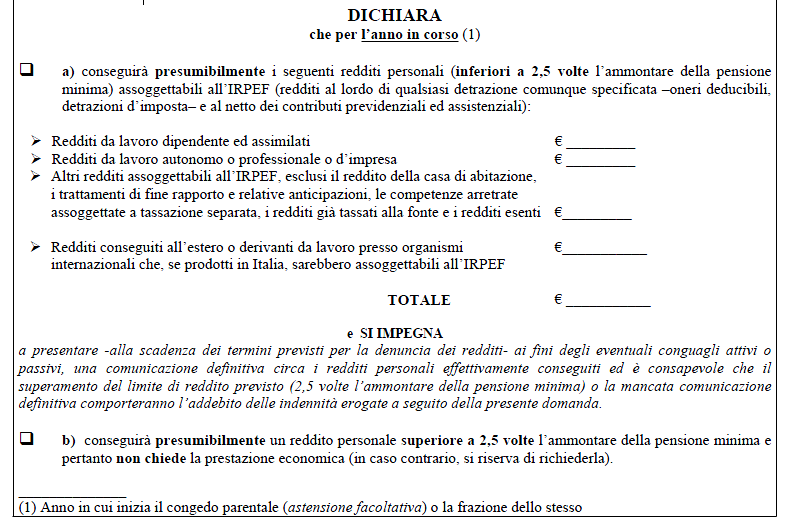 DICHIARA
che per l'anno in corso (1)
❑ a) conseguirà presumibilmente i seguenti redditi personali (inferiori a 2,5 volte l'ammontare della pensione
minima) assoggettabili all'IRPEF (redditi al lordo di qualsiasi detrazione comunque specificata –oneri deducibili,
detrazioni d'imposta– e al netto dei contributi previdenziali ed assistenziali):
➢ Redditi da lavoro dipendente ed assimilati € _________
➢ Redditi da lavoro autonomo o professionale o d'impresa € _________
➢ Altri redditi assoggettabili all'IRPEF, esclusi il reddito della casa di abitazione,
i trattamenti di fine rapporto e relative anticipazioni, le competenze arretrate
assoggettate a tassazione separata, i redditi già tassati alla fonte e i redditi esenti €_________
➢ Redditi conseguiti all'estero o derivanti da lavoro presso organismi €___________
internazionali che, se prodotti in Italia, sarebbero assoggettabili all'IRPEF
TOTALE € ___________
e SI IMPEGNA
a presentare -alla scadenza dei termini previsti per la denuncia dei redditi- ai fini degli eventuali conguagli attivi o
passivi, una comunicazione definitiva circa i redditi personali effettivamente conseguiti ed è consapevole che il
superamento del limite di reddito previsto (2,5 volte l'ammontare della pensione minima) o la mancata comunicazione
definitiva comporteranno l'addebito delle indennità erogate a seguito della presente domanda.
❑ b) conseguirà presumibilmente un reddito personale superiore a 2,5 volte l'ammontare della pensione minima e
pertanto non chiede la prestazione economica (in caso contrario, si riserva di richiederla).
(1) Anno in cui inizia il congedo parentale (astensione facoltativa) o la frazione dello stesso